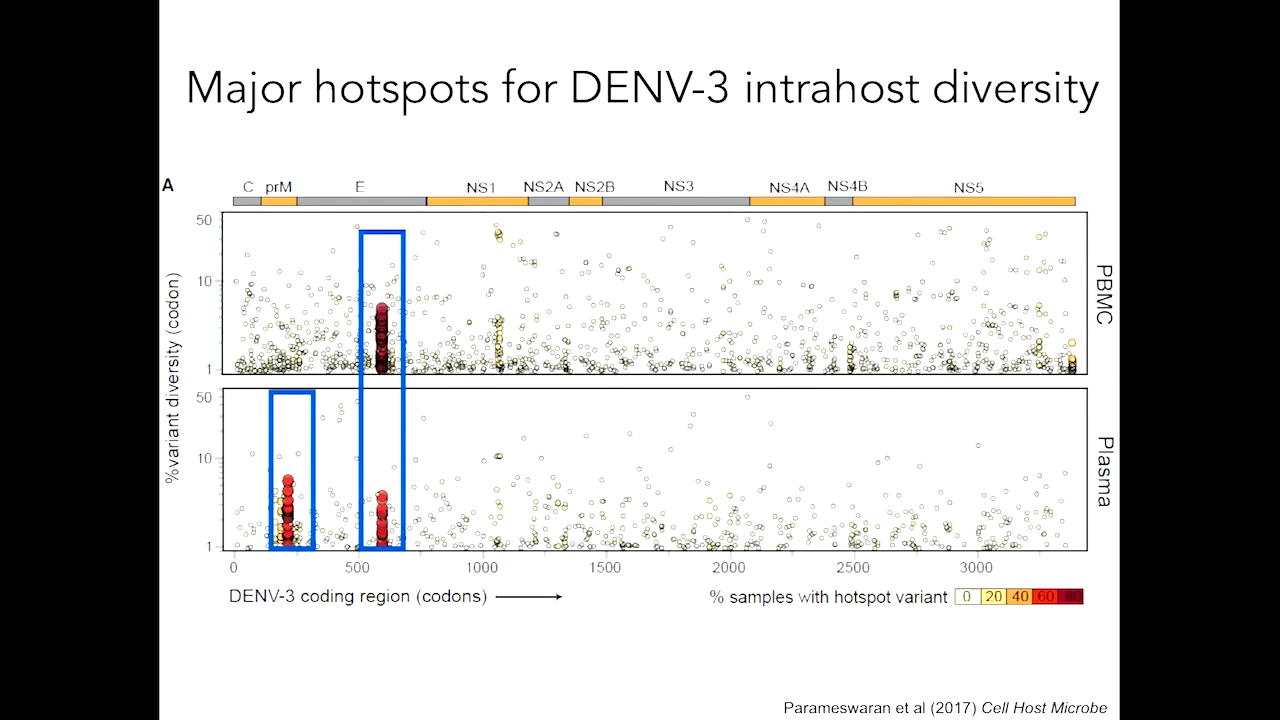 Major hotspots for DENV-3 intrahost diversity
A
C prM E NS1 NS2A NS2B NS3 NS4A NS4B NS5
50
10
1
PBMC
%variant diversity (codon)
50
10
1
Plasma
0 500 1000 1500 2000 2500 3000
DENV-3 coding region (codons)
% samples with hotspot variant 0 20 40 60 80
Parameswaran et al (2017) Cell Host Microbe